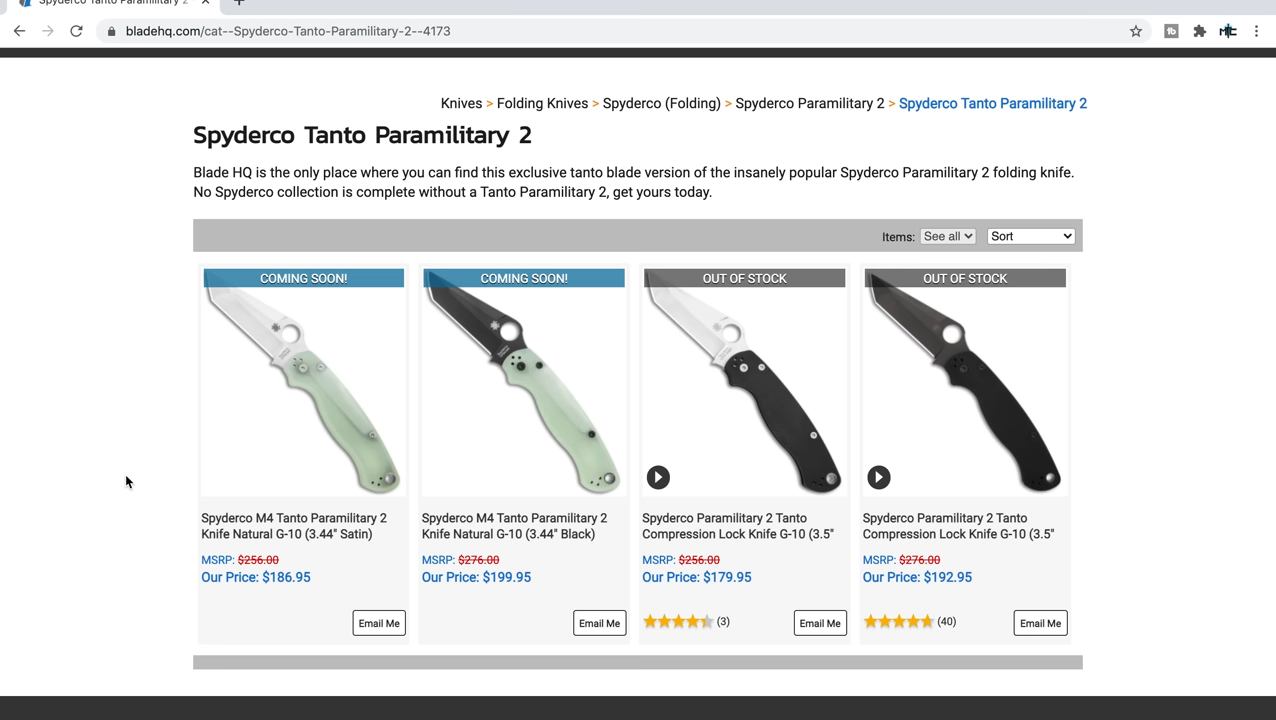 Spyderco Tanto Paramilitary 2
bladehq.com/cat--Spyderco-Tanto-Paramilitary-2--4173
Knives > Folding Knives > Spyderco (Folding) > Spyderco Paramilitary 2 > Spyderco Tanto Paramilitary 2
Spyderco Tanto Paramilitary 2
Blade HQ is the only place where you can find this exclusive tanto blade version of the insanely popular Spyderco Paramilitary 2 folding knife.
No Spyderco collection is complete without a Tanto Paramilitary 2, get yours today.
Items: See all Sort
COMING SOON!
Spyderco M4 Tanto Paramilitary 2
Knife Natural G-10 (3.44" Satin)
MSRP: $256.00
Our Price: $186.95
Email Me
COMING SOON!
Spyderco M4 Tanto Paramilitary 2
Knife Natural G-10 (3.44" Black)
MSRP: $276.00
Our Price: $199.95
Email Me
OUT OF STOCK
Spyderco Paramilitary 2 Tanto
Compression Lock Knife G-10 (3.5"
MSRP: $256.00
Our Price: $179.95
(3) Email Me
OUT OF STOCK
Spyderco Paramilitary 2 Tanto
Compression Lock Knife G-10 (3.5"
MSRP: $276.00
Our Price: $192.95
(40) Email Me